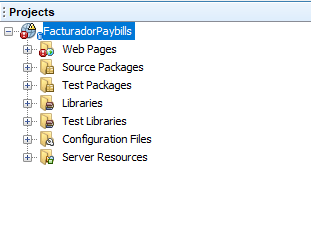 Projects
FacturadorPaybills
Web Pages
Source Packages
Test Packages
Libraries
Test Libraries
Configuration Files
Server Resources